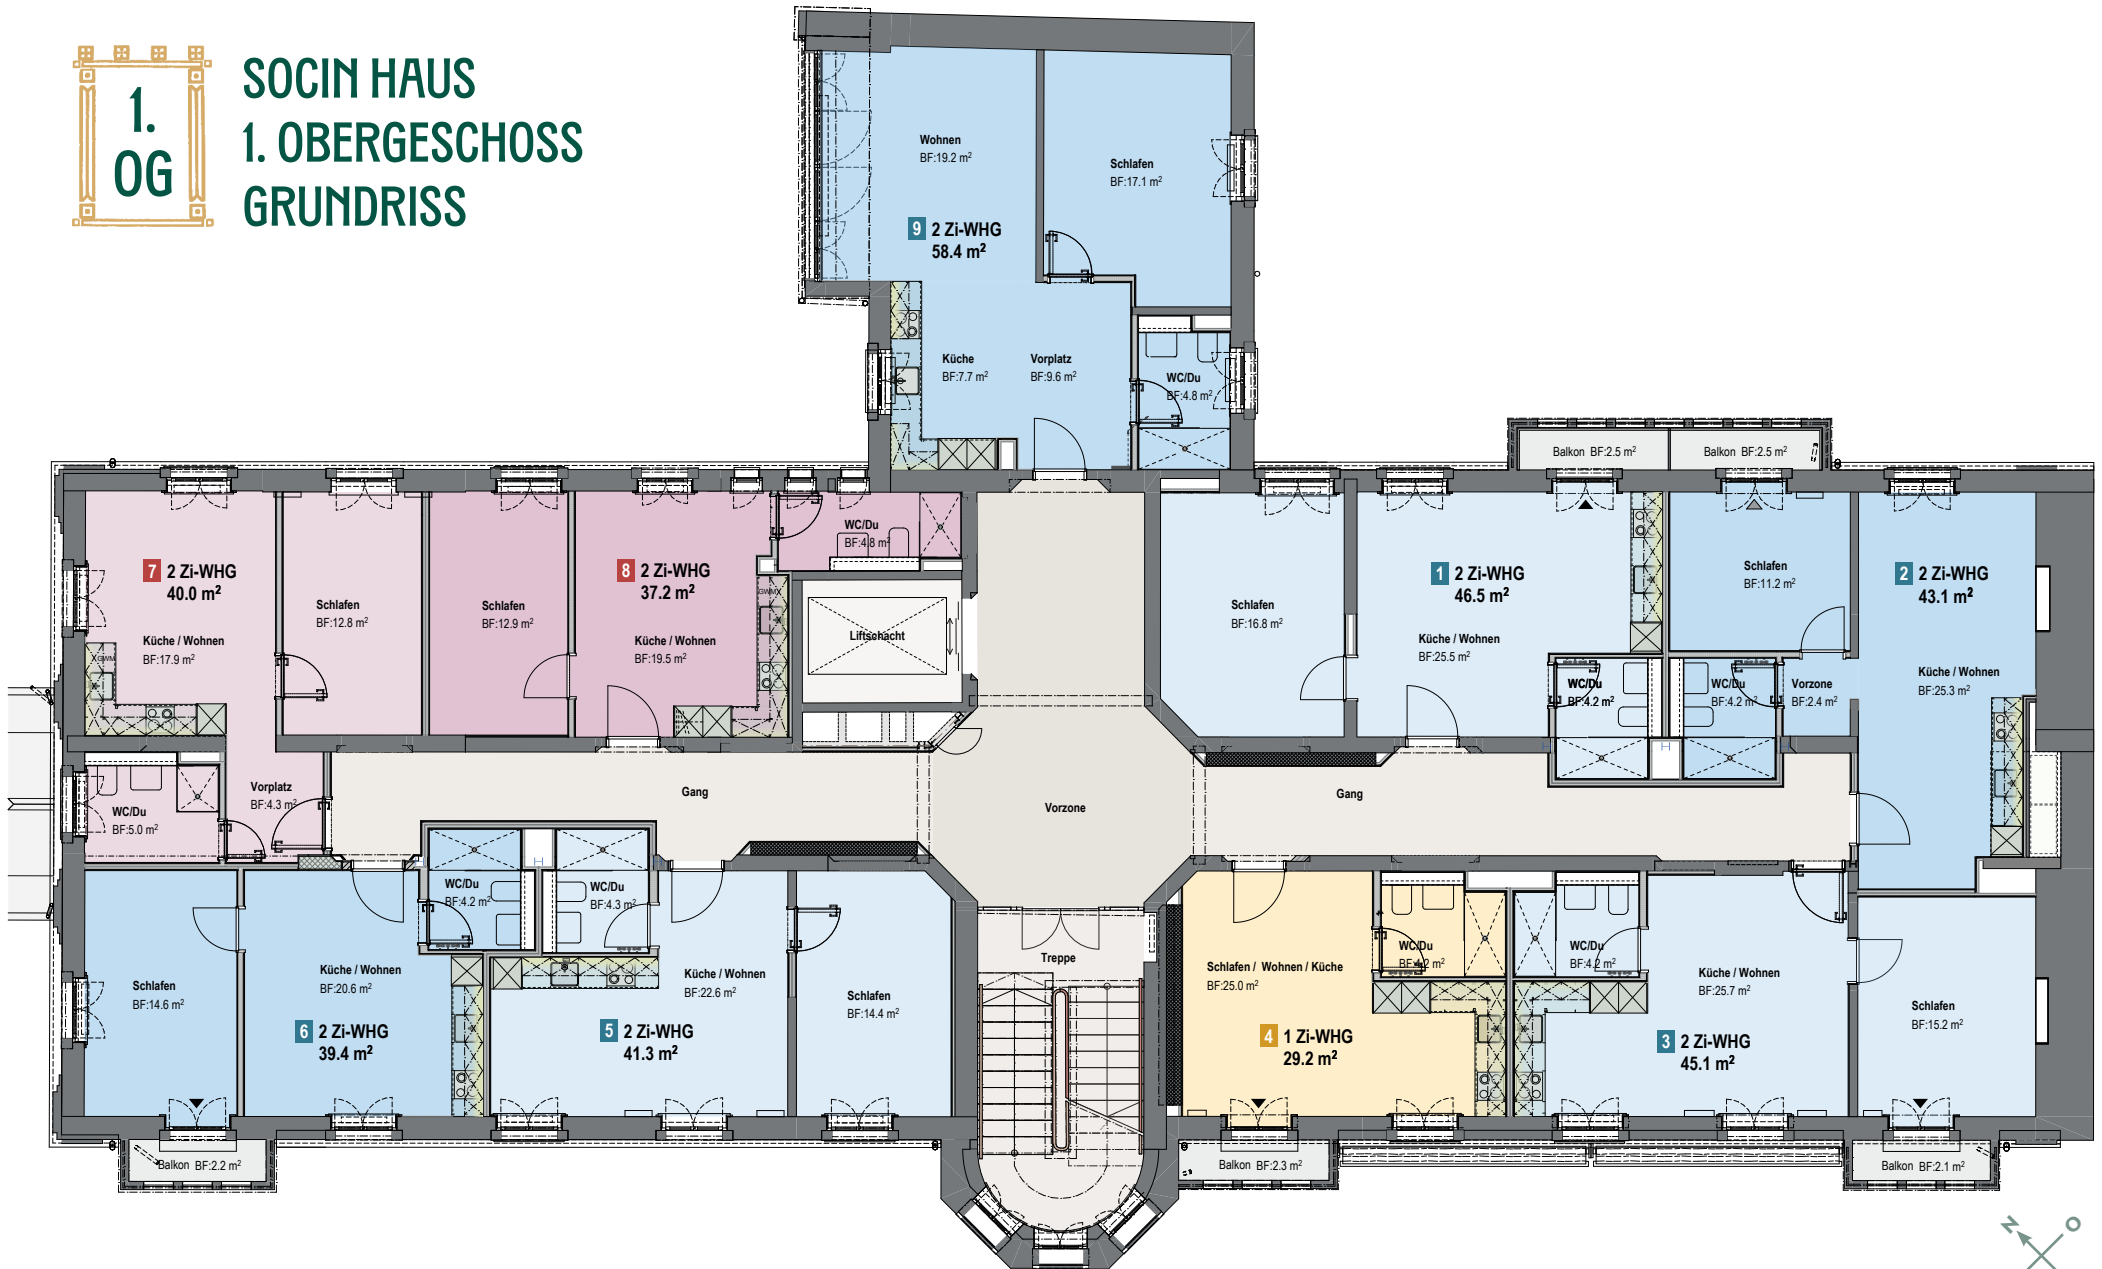 1.
OG
SOCIN HAUS
1. OBERGESCHOSS
GRUNDRISS
Wohnen
BF:19.2 m²
Schlafen
BF:17.1 m²
9 2 Zi-WHG
58.4 m²
Küche
BF:7.7 m²
Vorplatz
BF:9.6 m²
WC/Du
BF:4.8 m²
Balkon BF:2.5 m²
Balkon BF:2.5 m²
7 2 Zi-WHG
40.0 m²
Küche / Wohnen
BF:17.9 m²
GWM
Schlafen
BF:12.8 m²
Schlafen
BF:12.9 m²
8 2 Zi-WHG
37.2 m²
Küche / Wohnen
BF:19.5 m²
GWM
WC/Du
BF:4.8 m²
Liftschacht
Schlafen
BF:16.8 m²
1 2 Zi-WHG
46.5 m²
Küche / Wohnen
BF:25.5 m²
WC/Du
BF:4.2 m²
Schlafen
BF:11.2 m²
WC/Du
BF:4.2 m²
Vorzone
BF:2.4 m²
2 2 Zi-WHG
43.1 m²
Küche / Wohnen
BF:25.3 m²
WC/Du
BF:5.0 m²
Vorplatz
BF:4.3 m²
Gang
Vorzone
Gang
Schlafen
BF:14.6 m²
Küche / Wohnen
BF:20.6 m²
6 2 Zi-WHG
39.4 m²
WC/Du
BF:4.2 m²
WC/Du
BF:4.3 m²
Küche / Wohnen
BF:22.6 m²
5 2 Zi-WHG
41.3 m²
Schlafen
BF:14.4 m²
Treppe
Schlafen / Wohnen / Küche
BF:25.0 m²
4 1 Zi-WHG
29.2 m²
WC/Du
BF:4.2 m²
WC/Du
BF:4.2 m²
Küche / Wohnen
BF:25.7 m²
3 2 Zi-WHG
45.1 m²
Schlafen
BF:15.2 m²
Balkon BF:2.2 m²
Balkon BF:2.3 m²
Balkon BF:2.1 m²
N O